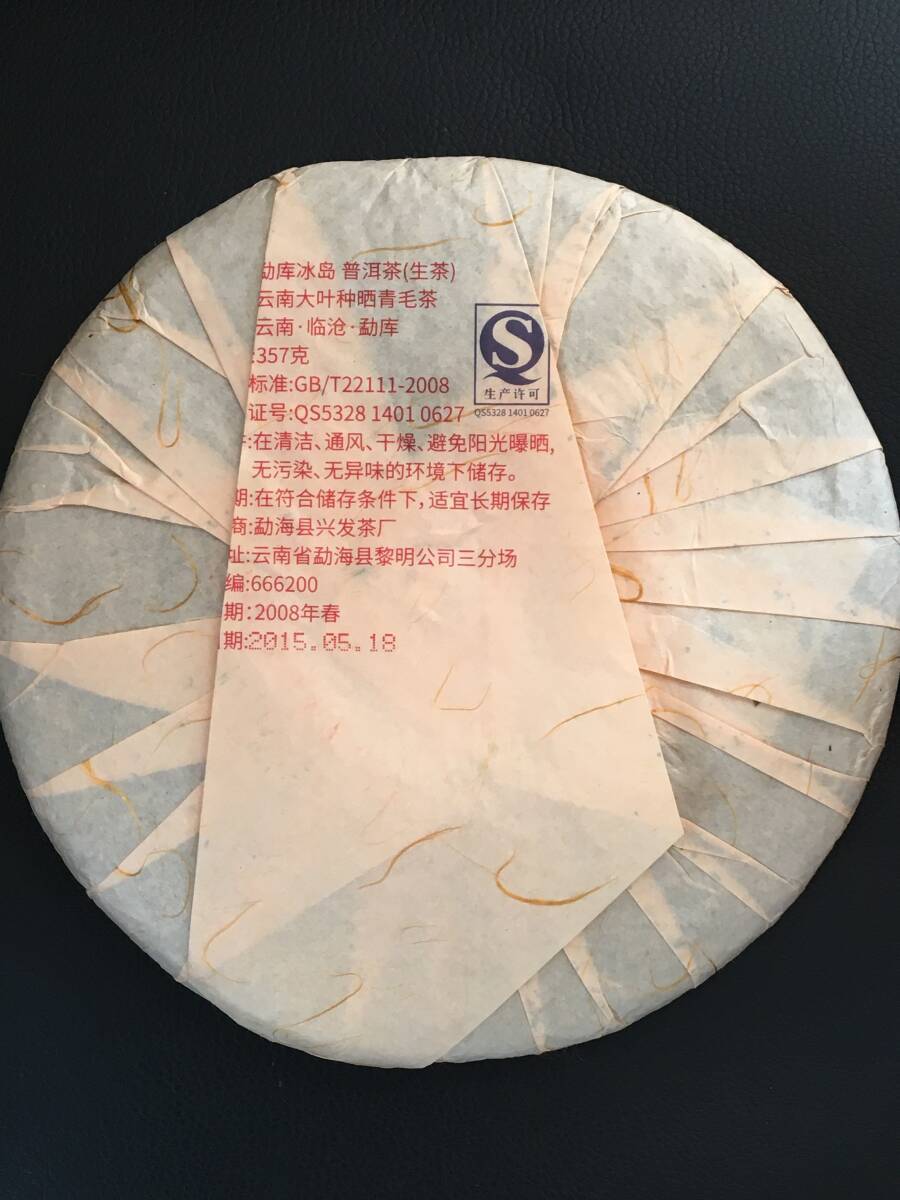 勐库冰岛 普洱茶(生茶)
云南大叶种晒青毛茶
云南·临沧·勐库
:357克
标准:GB/T22111-2008
证号:QS5328 1401 0627
:在清洁、通风、干燥、避免阳光曝晒,
无污染、无异味的环境下储存。
期:在符合储存条件下,适宜长期保存
商:勐海县兴发茶厂
址:云南省勐海县黎明公司三分场
编:666200
期:2008年春
期:2015.05.18
S
生产许可
QS5328 1401 0627